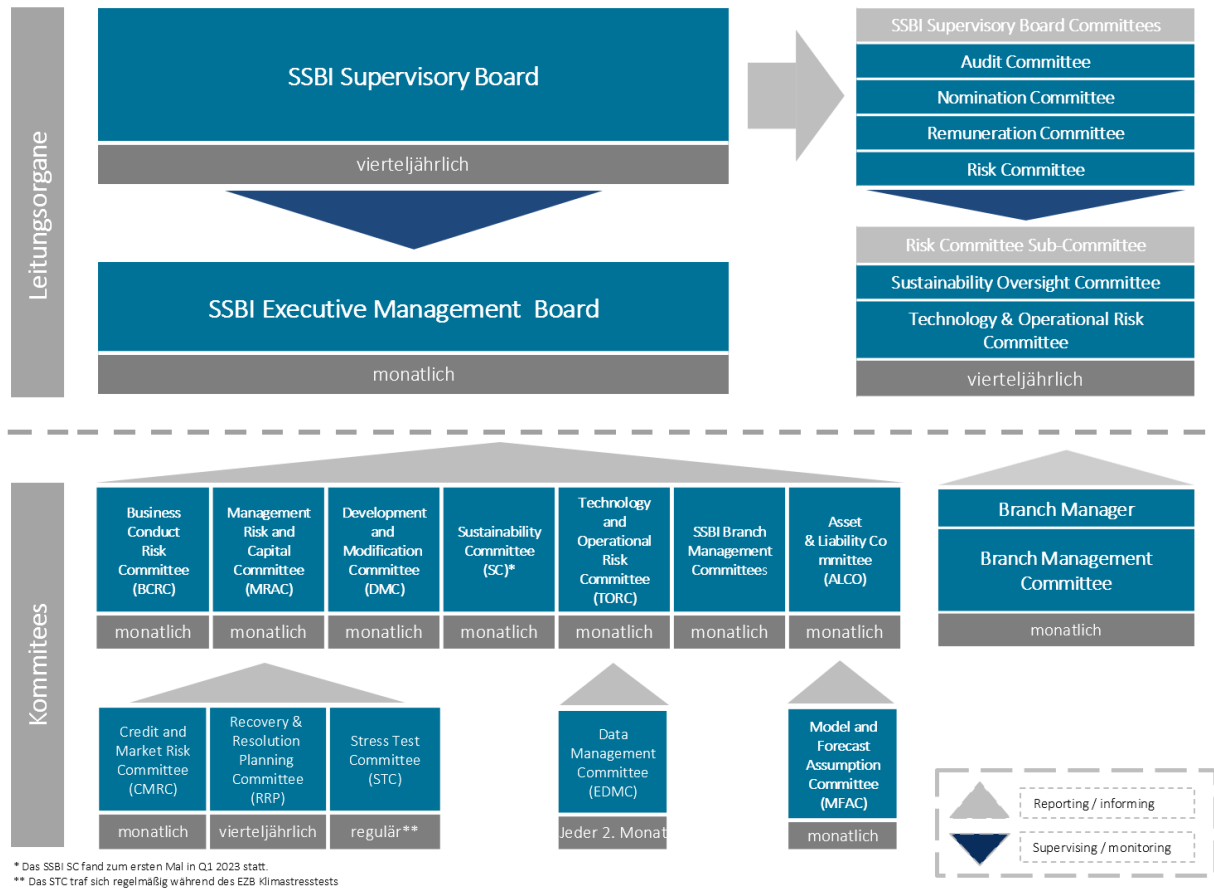 Leitungsorgane
SSBI Supervisory Board
vierteljährlich
SSBI Executive Management Board
monatlich
SSBI Supervisory Board Committees
Audit Committee
Nomination Committee
Remuneration Committee
Risk Committee
Risk Committee Sub-Committee
Sustainability Oversight Committee
Technology & Operational Risk
Committee
vierteljährlich
Kommitees
Business
Conduct
Risk
Committee
(BCRC)
monatlich
Management
Risk and
Capital
Committee
(MRAC)
monatlich
Development
and
Modification
Committee
(DMC)
monatlich
Sustainability
Committee
(SC)*
monatlich
Technology
and
Operational
Risk
Committee
(TORC)
monatlich
SSBI Branch
Management
Committees
monatlich
Asset
& Liability Co
mmittee
(ALCO)
monatlich
Branch Manager
Branch Management
Committee
monatlich
Credit and
Market Risk
Committee
(CMRC)
monatlich
Recovery &
Resolution
Planning
Committee
(RRP)
vierteljährlich
Stress Test
Committee
(STC)
regulär**
Data
Management
Committee
(EDMC)
Jeder 2. Monat
Model and
Forecast
Assumption
Committee
(MFAC)
monatlich
Reporting / informing
Supervising / monitoring
* Das SSBI SC fand zum ersten Mal in Q1 2023 statt.
** Das STC traf sich regelmäßig während des EZB Klimastresstests